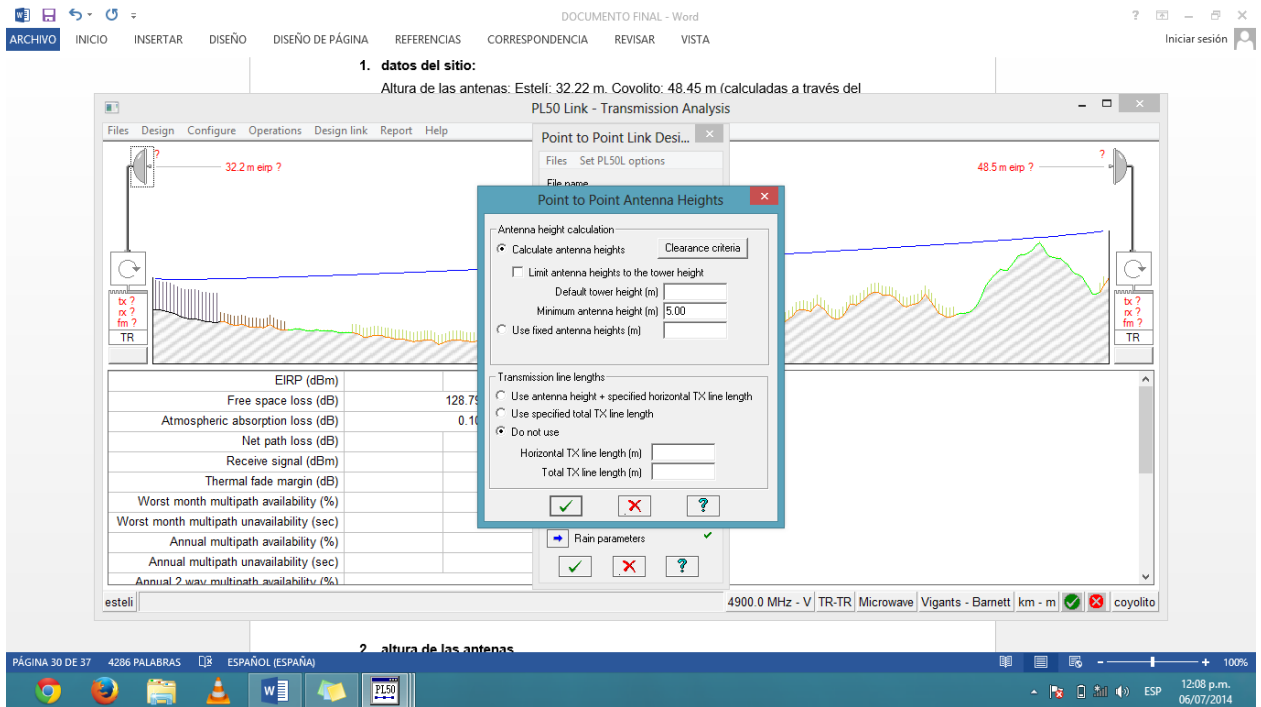 DOCUMENTO FINAL - Word
ARCHIVO INICIO INSERTAR DISEÑO DISEÑO DE PÁGINA REFERENCIAS CORRESPONDENCIA REVISAR VISTA Iniciar sesión
1. datos del sitio:
Altura de las antenas: Estelí: 32.22 m. Coyolito: 48.45 m (calculadas a través del
PL50 Link - Transmission Analysis
Files Design Configure Operations Design link Report Help
Point to Point Link Desi...
Files Set PL50L options
File name
? 32.2 m eirp ?
48.5 m eirp ? ?
Point to Point Antenna Heights
Antenna height calculation
Calculate antenna heights Clearance criteria
Limit antenna heights to the tower height
Default tower height (m)
Minimum antenna height (m) 5.00
Use fixed antenna heights (m)
Transmission line lengths
Use antenna height + specified horizontal TX line length
Use specified total TX line length
Do not use
Horizontal TX line length (m)
Total TX line length (m)
tx ?
rx ?
fm ?
TR
tx ?
rx ?
fm ?
TR
EIRP (dBm)
Free space loss (dB) 128.79
Atmospheric absorption loss (dB) 0.10
Net path loss (dB)
Receive signal (dBm)
Thermal fade margin (dB)
Worst month multipath availability (%)
Worst month multipath unavailability (sec)
Annual multipath availability (%)
Annual multipath unavailability (sec)
Annual 2 way multipath availability (%)
Rain parameters
esteli 4900.0 MHz - V TR-TR Microwave Vigants - Barnett km - m coyolito
2. altura de las antenas
PÁGINA 30 DE 37 4286 PALABRAS ESPAÑOL (ESPAÑA) 100%
PL50 ESP 12:08 p.m.
06/07/2014